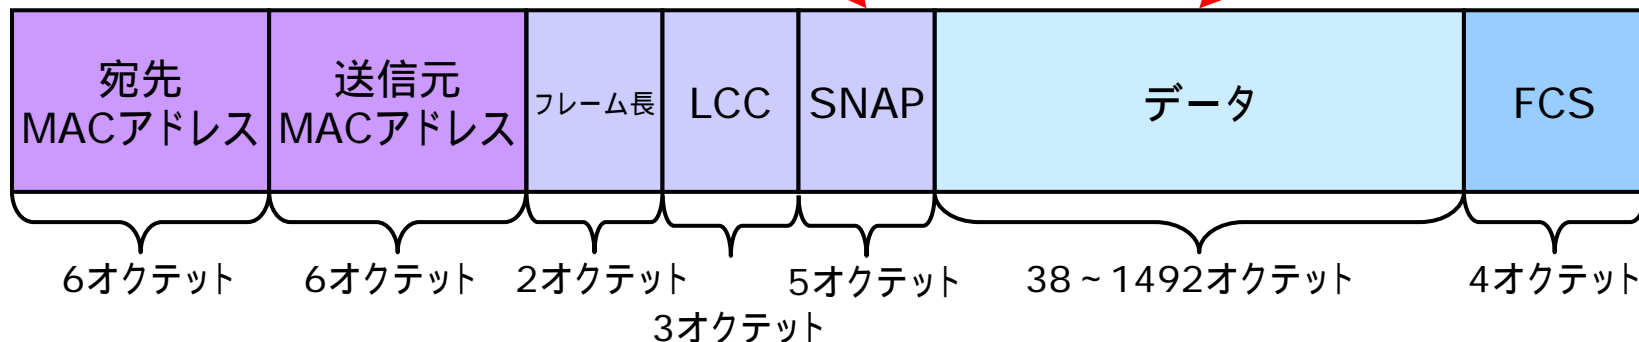 宛先
MACアドレス
送信元
MACアドレス
フレーム長
LCC
SNAP
データ
FCS
6オクテット
6オクテット
2オクテット
3オクテット
5オクテット
38~1492オクテット
4オクテット